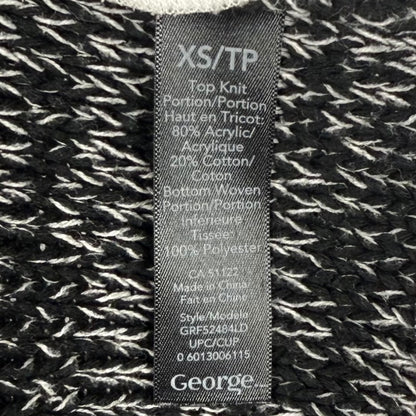 XS/TP
Top Knit
Portion/Portion
Haut en Tricot:
80% Acrylic/
Acrylique
20% Cotton/
Coton
Bottom Woven
Portion/Portion
Inférieure
Tissée:
100% Polyester
CA 51122
Made in China/
Fait en Chine
Style/Modèle
GRF52484LD
UPC/CUP
0 6013006115
George